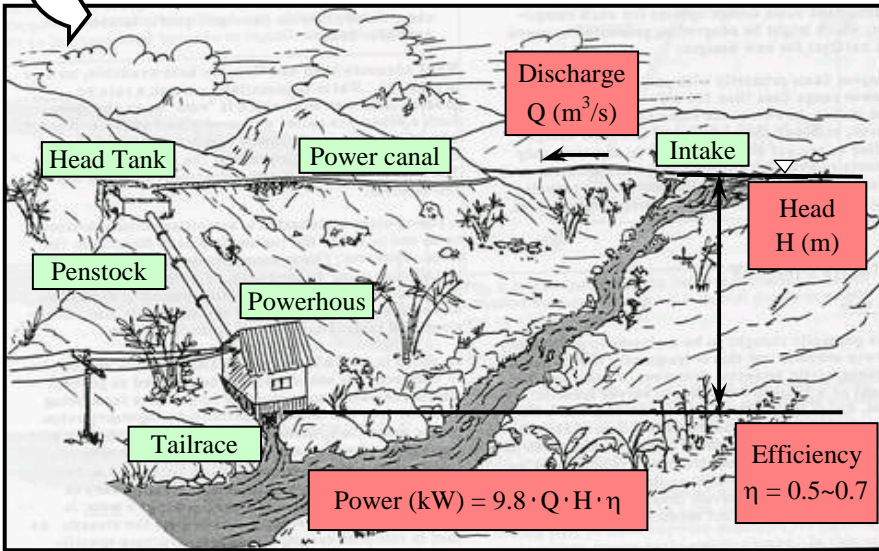 Discharge
Q (m³/s)
Head Tank
Power canal
Intake
Head
H (m)
Penstock
Powerhous
Tailrace
Efficiency
η = 0.5~0.7
Power (kW) = 9.8·Q·H·η